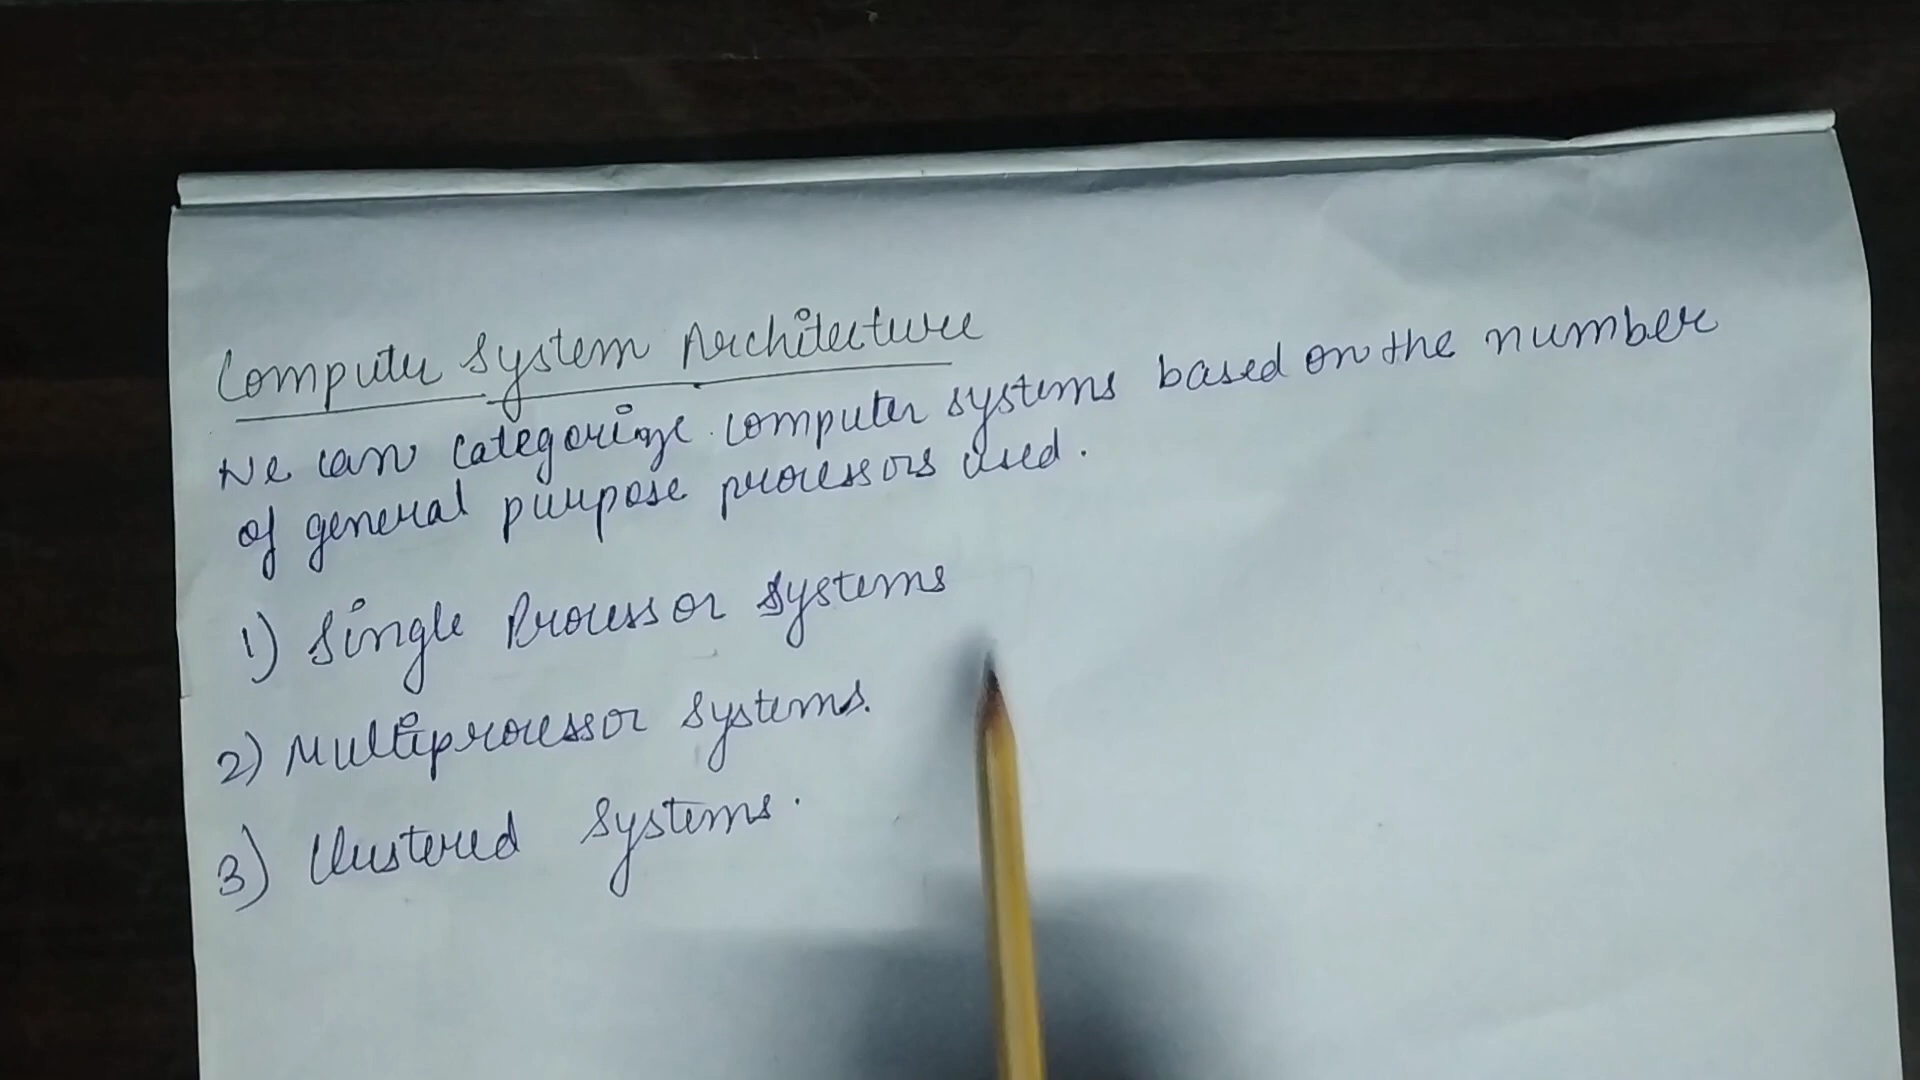 Computer System Architecture
We can categorize computer systems based on the number
of general purpose processors used.
1) Single Processor Systems
2) Multiprocessor Systems.
3) Clustered Systems.